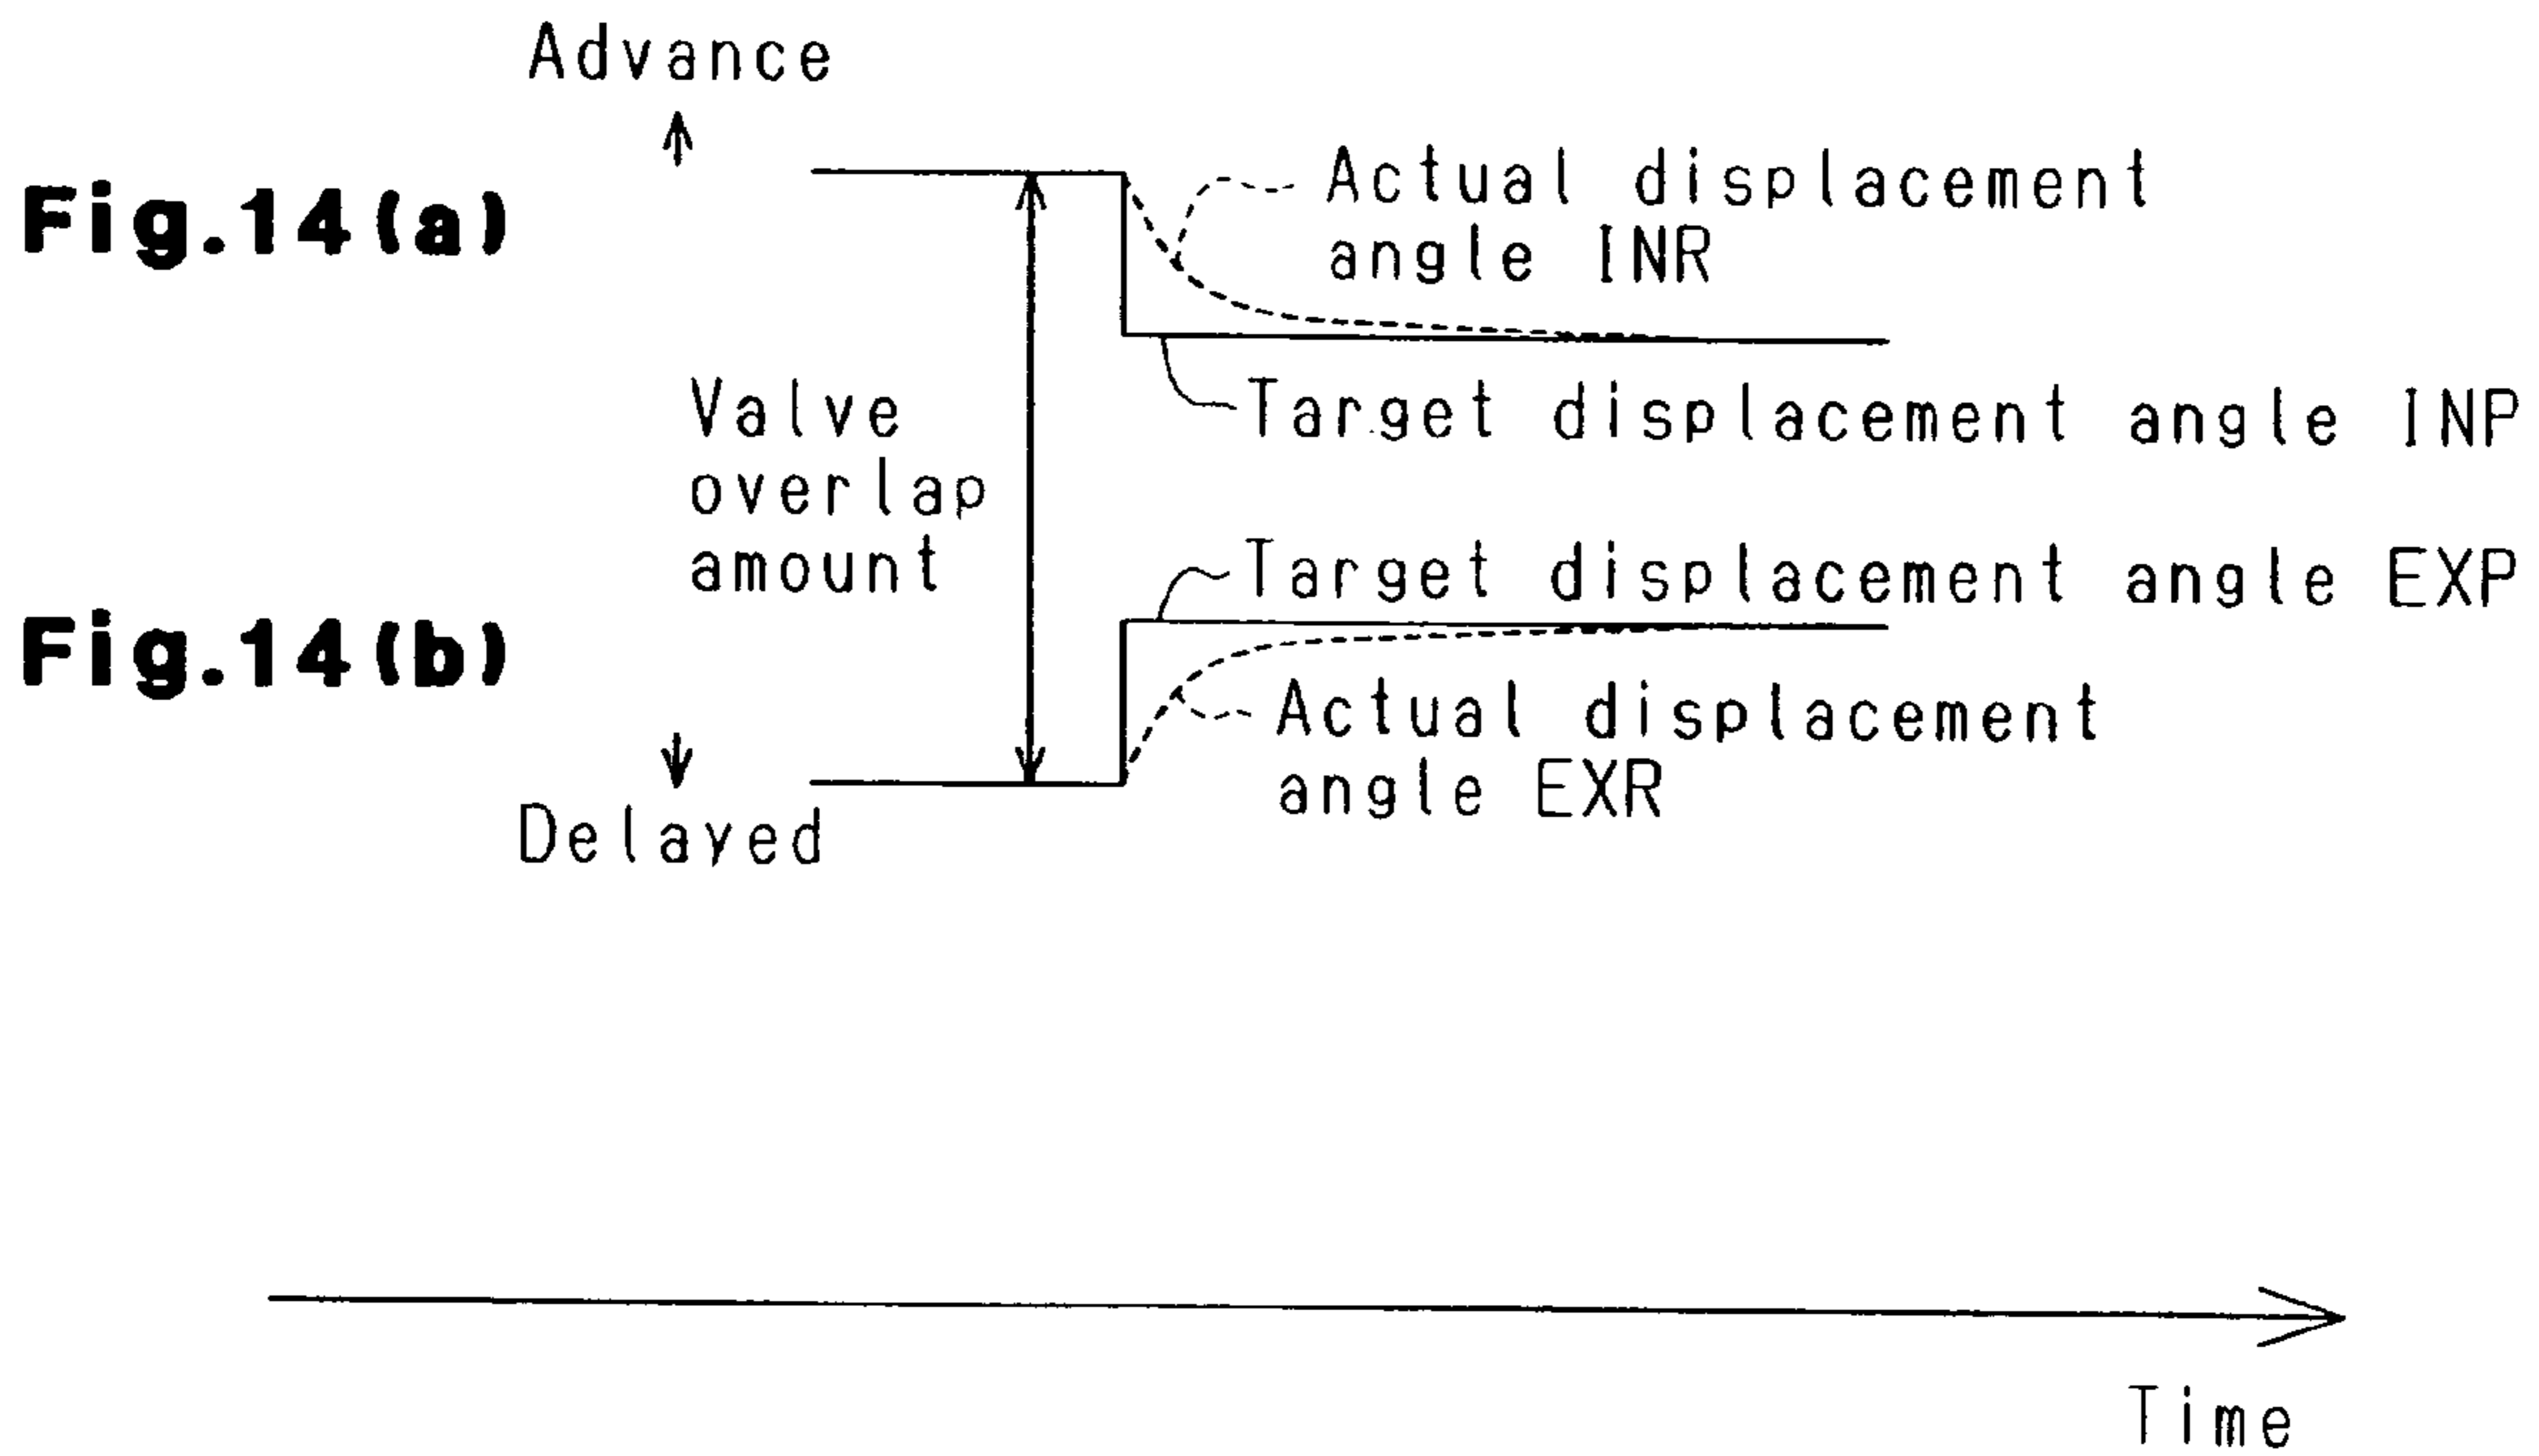 Advance
Fig.14(a)
Actual displacement
angle INR
Valve
overlap
amount
Target displacement angle INP
Target displacement angle EXP
Fig.14(b)
Actual displacement
angle EXR
Delayed
Time